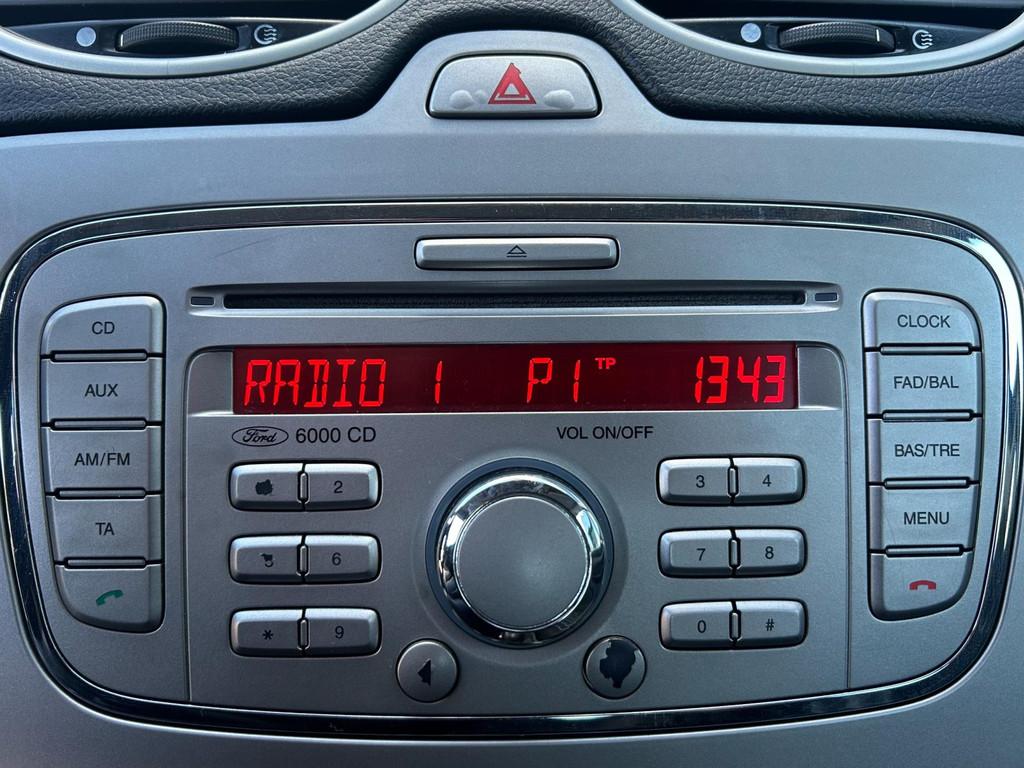 CD
AUX
AM/FM
TA
RADIO 1 P1 TP 1343
Ford 6000 CD
VOL ON/OFF
2
3 4
6
7 8
* 9
0 #
CLOCK
FAD/BAL
BAS/TRE
MENU